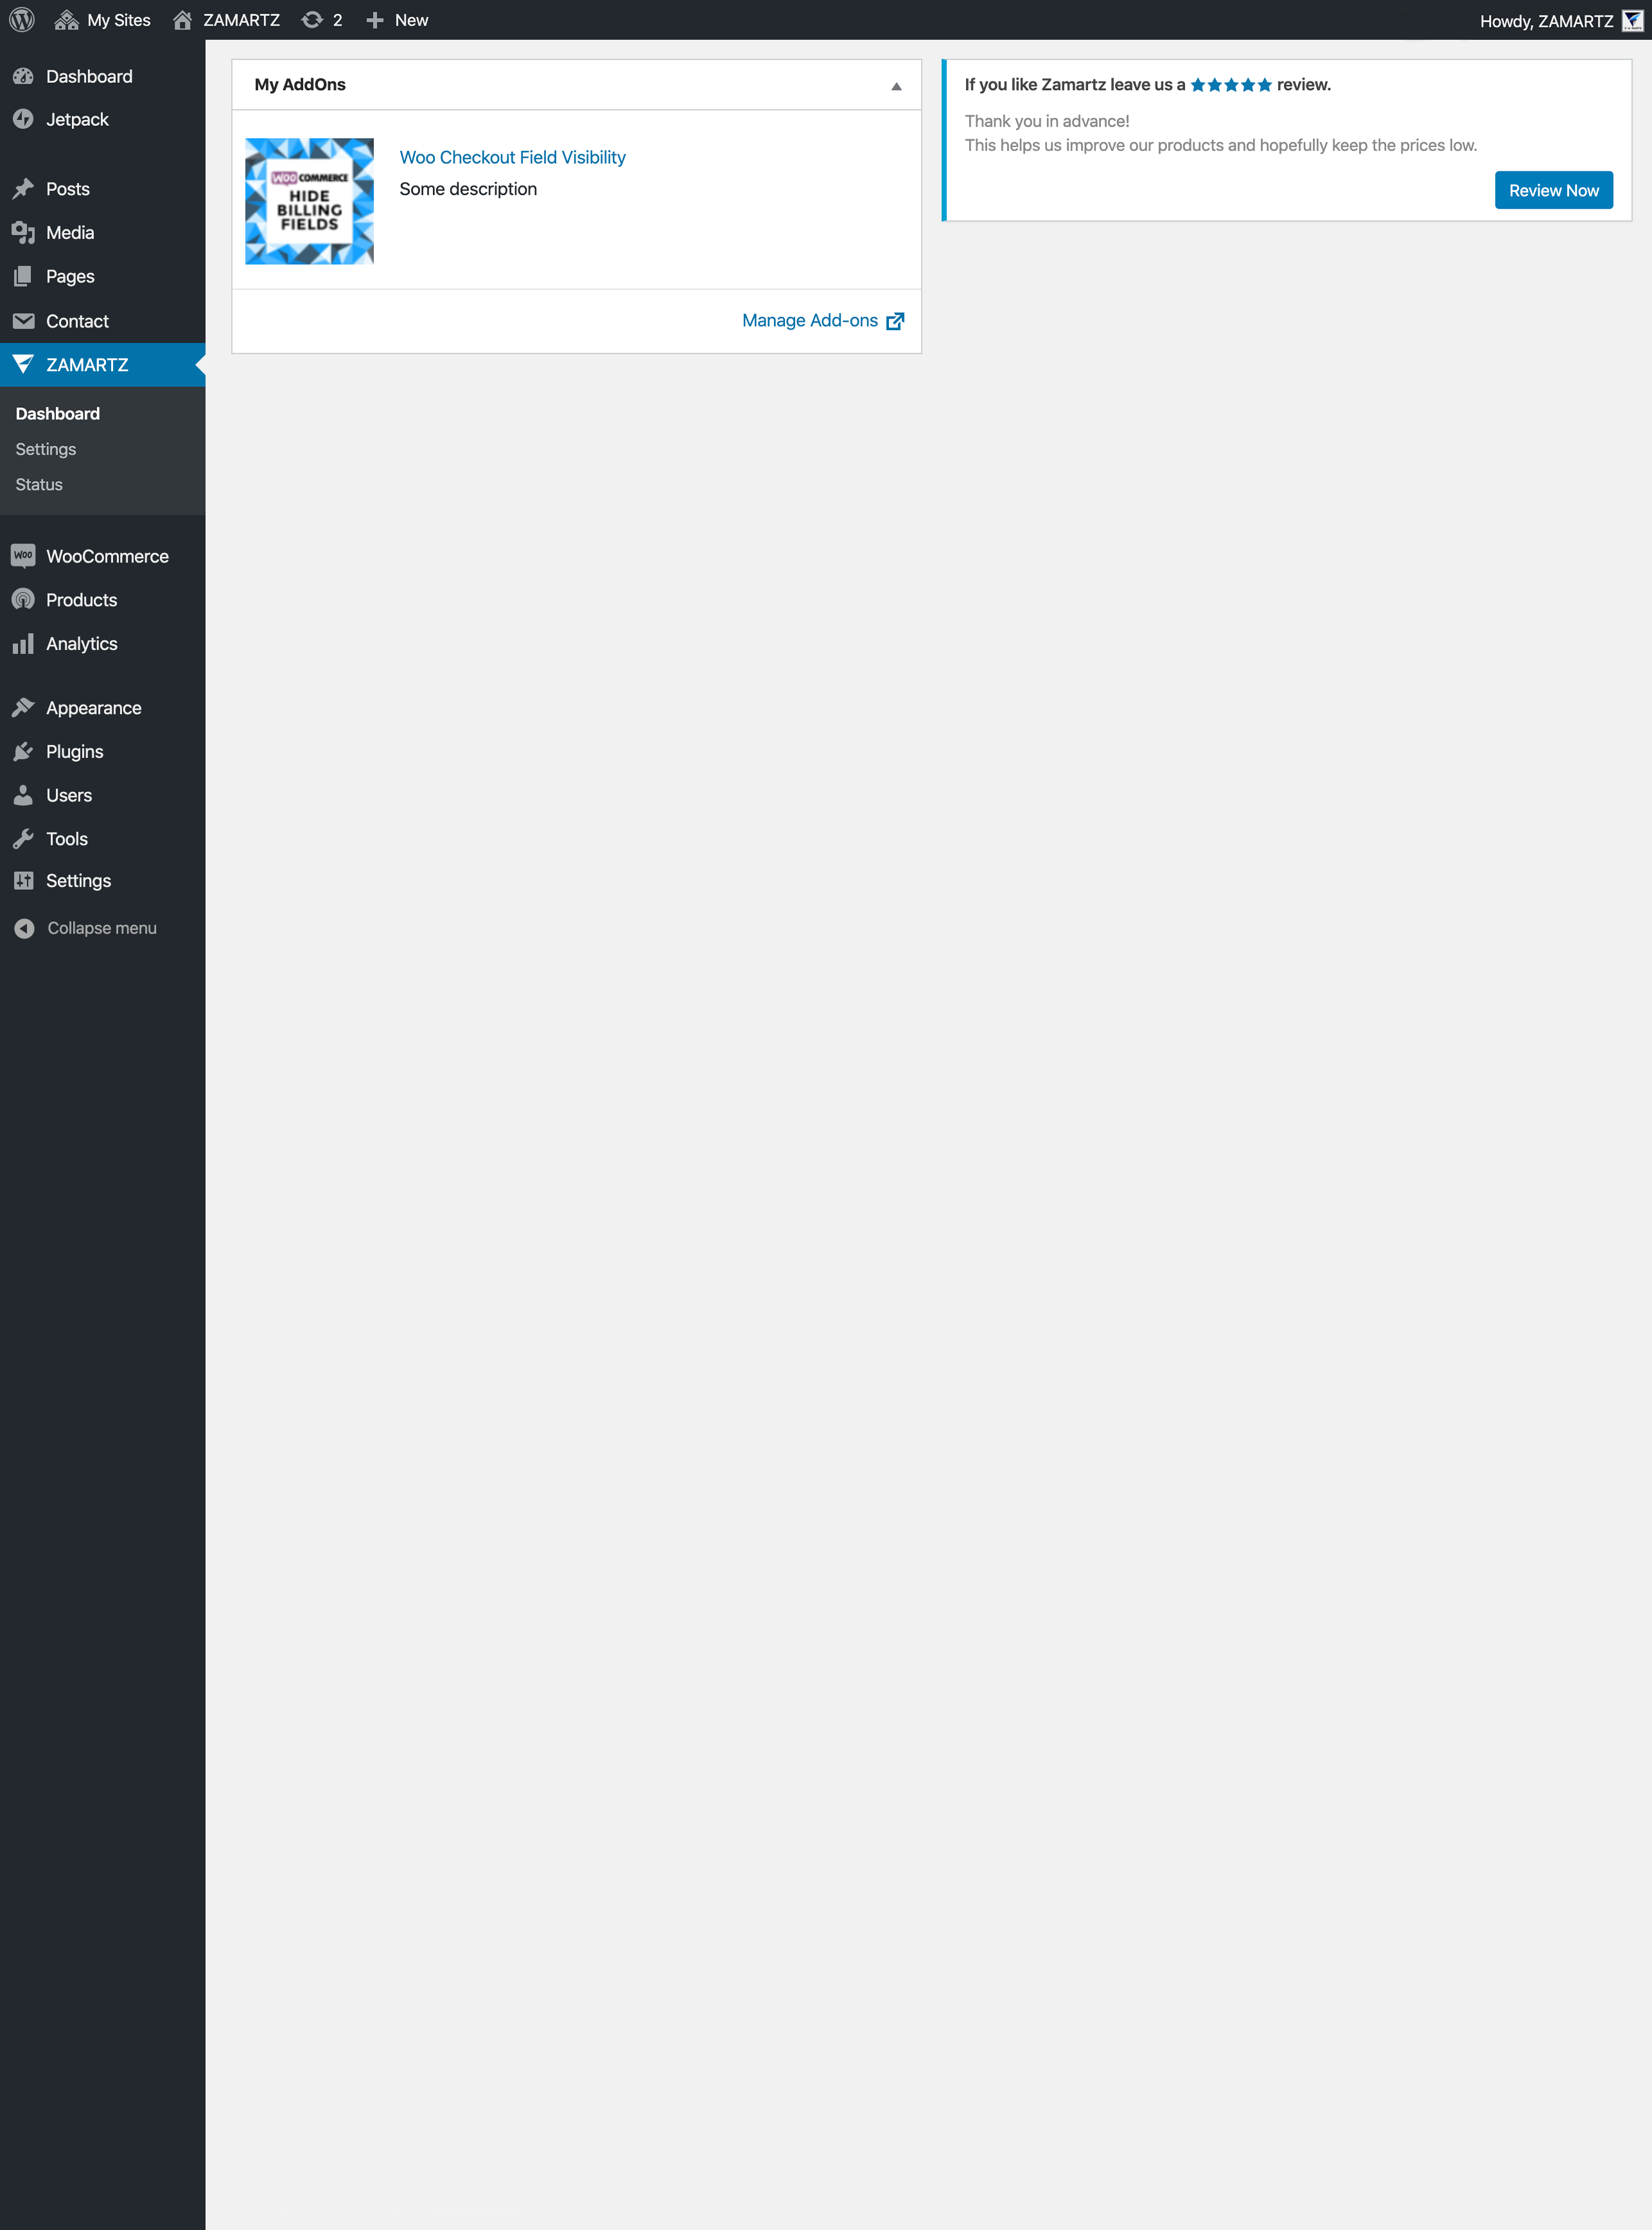 My Sites ZAMARTZ 2 New Howdy, ZAMARTZ
Dashboard
Jetpack
Posts
Media
Pages
Contact
ZAMARTZ
Dashboard
Settings
Status
WooCommerce
Products
Analytics
Appearance
Plugins
Users
Tools
Settings
Collapse menu
My AddOns
WOO COMMERCE
HIDE
BILLING
FIELDS
Woo Checkout Field Visibility
Some description
Manage Add-ons
If you like Zamartz leave us a ★★★★★ review.
Thank you in advance!
This helps us improve our products and hopefully keep the prices low.
Review Now